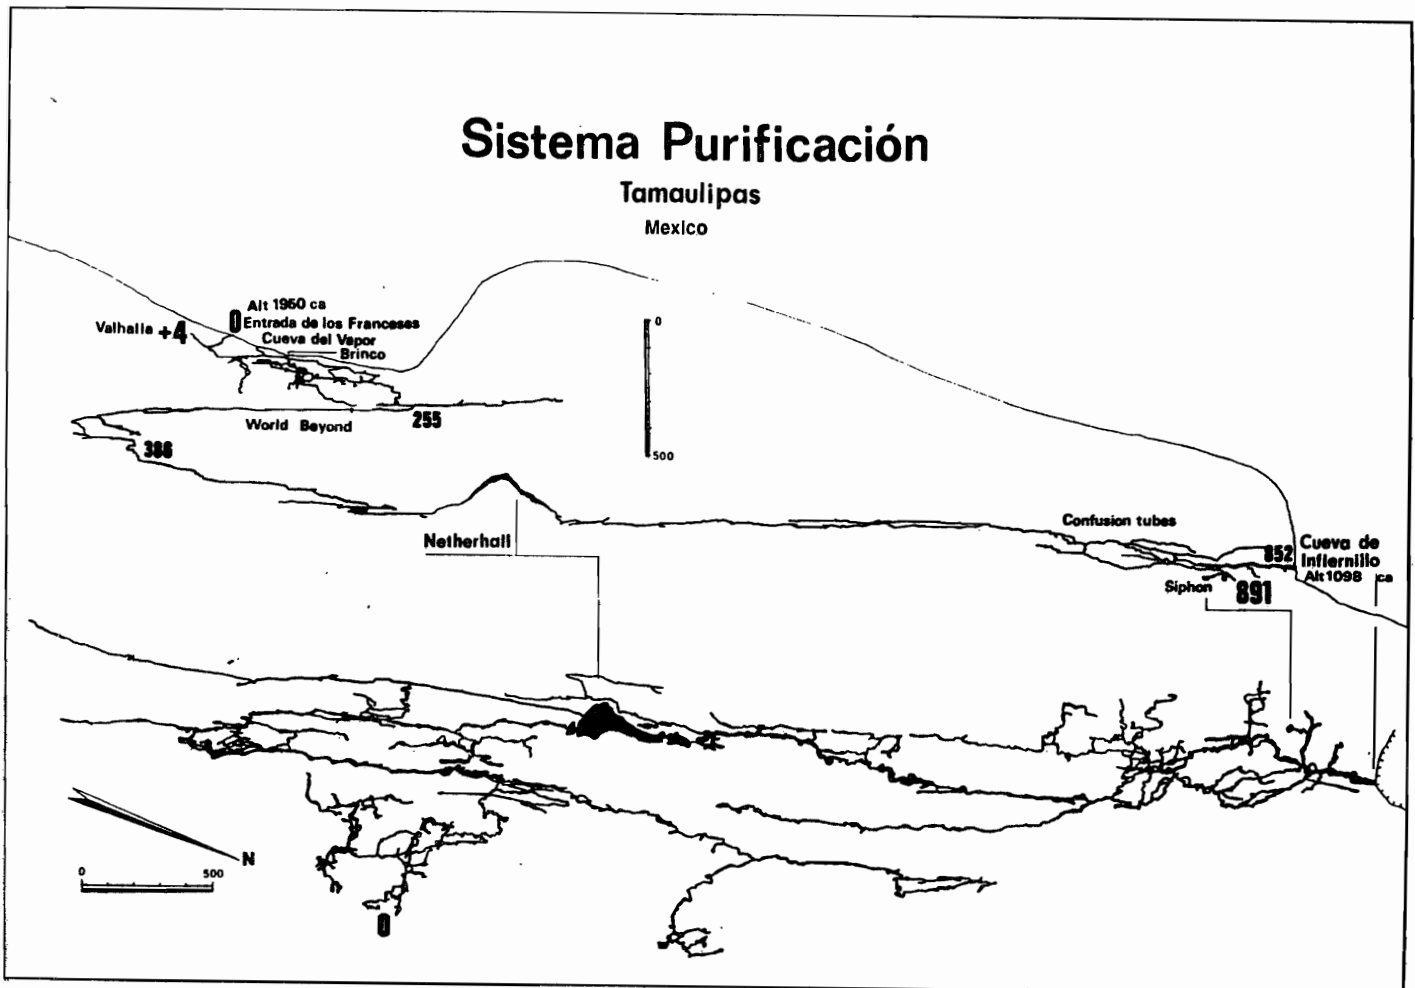 Sistema Purificación
Tamaulipas
Mexico
Alt 1950 ca
0 Entrada de los Franceses
Valhalla +4
Cueva del Vapor
Brinco
0
500
World Beyond
255
386
Netherhall
Confusion tubes
852
Cueva de
Infiernillo
Alt 1098 ca
Siphon
891
N
0
500
0